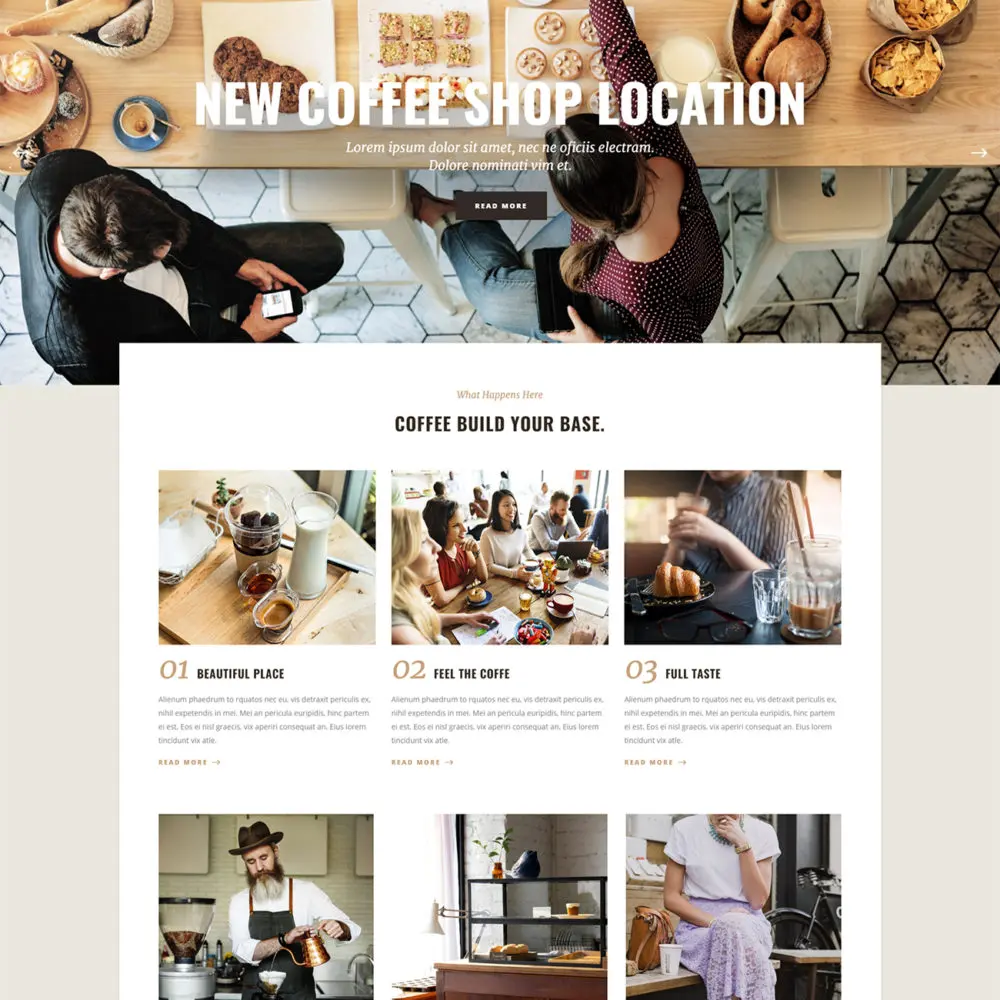 NEW COFFEE SHOP LOCATION
Lorem ipsum dolor sit amet, nec ne oficiis electram.
Dolore nominati vim et.
READ MORE
What Happens Here
COFFEE BUILD YOUR BASE.
01 BEAUTIFUL PLACE
Alienum phaedrum to rquatos nec eu, vis detraxit periculis ex,
nihil expetendis in mei. Mei an pericula euripidis, hinc partem
ei est. Eos ei nisl graecis, vix aperiri consequat an. Eius lorem
tincidunt vix atle.
READ MORE
02 FEEL THE COFFE
Alienum phaedrum to rquatos nec eu, vis detraxit periculis ex,
nihil expetendis in mei. Mei an pericula euripidis, hinc partem
ei est. Eos ei nisl graecis, vix aperiri consequat an. Eius lorem
tincidunt vix atle.
READ MORE
03 FULL TASTE
Alienum phaedrum to rquatos nec eu, vis detraxit periculis ex,
nihil expetendis in mei. Mei an pericula euripidis, hinc partem
ei est. Eos ei nisl graecis, vix aperiri consequat an. Eius lorem
tincidunt vix atle.
READ MORE